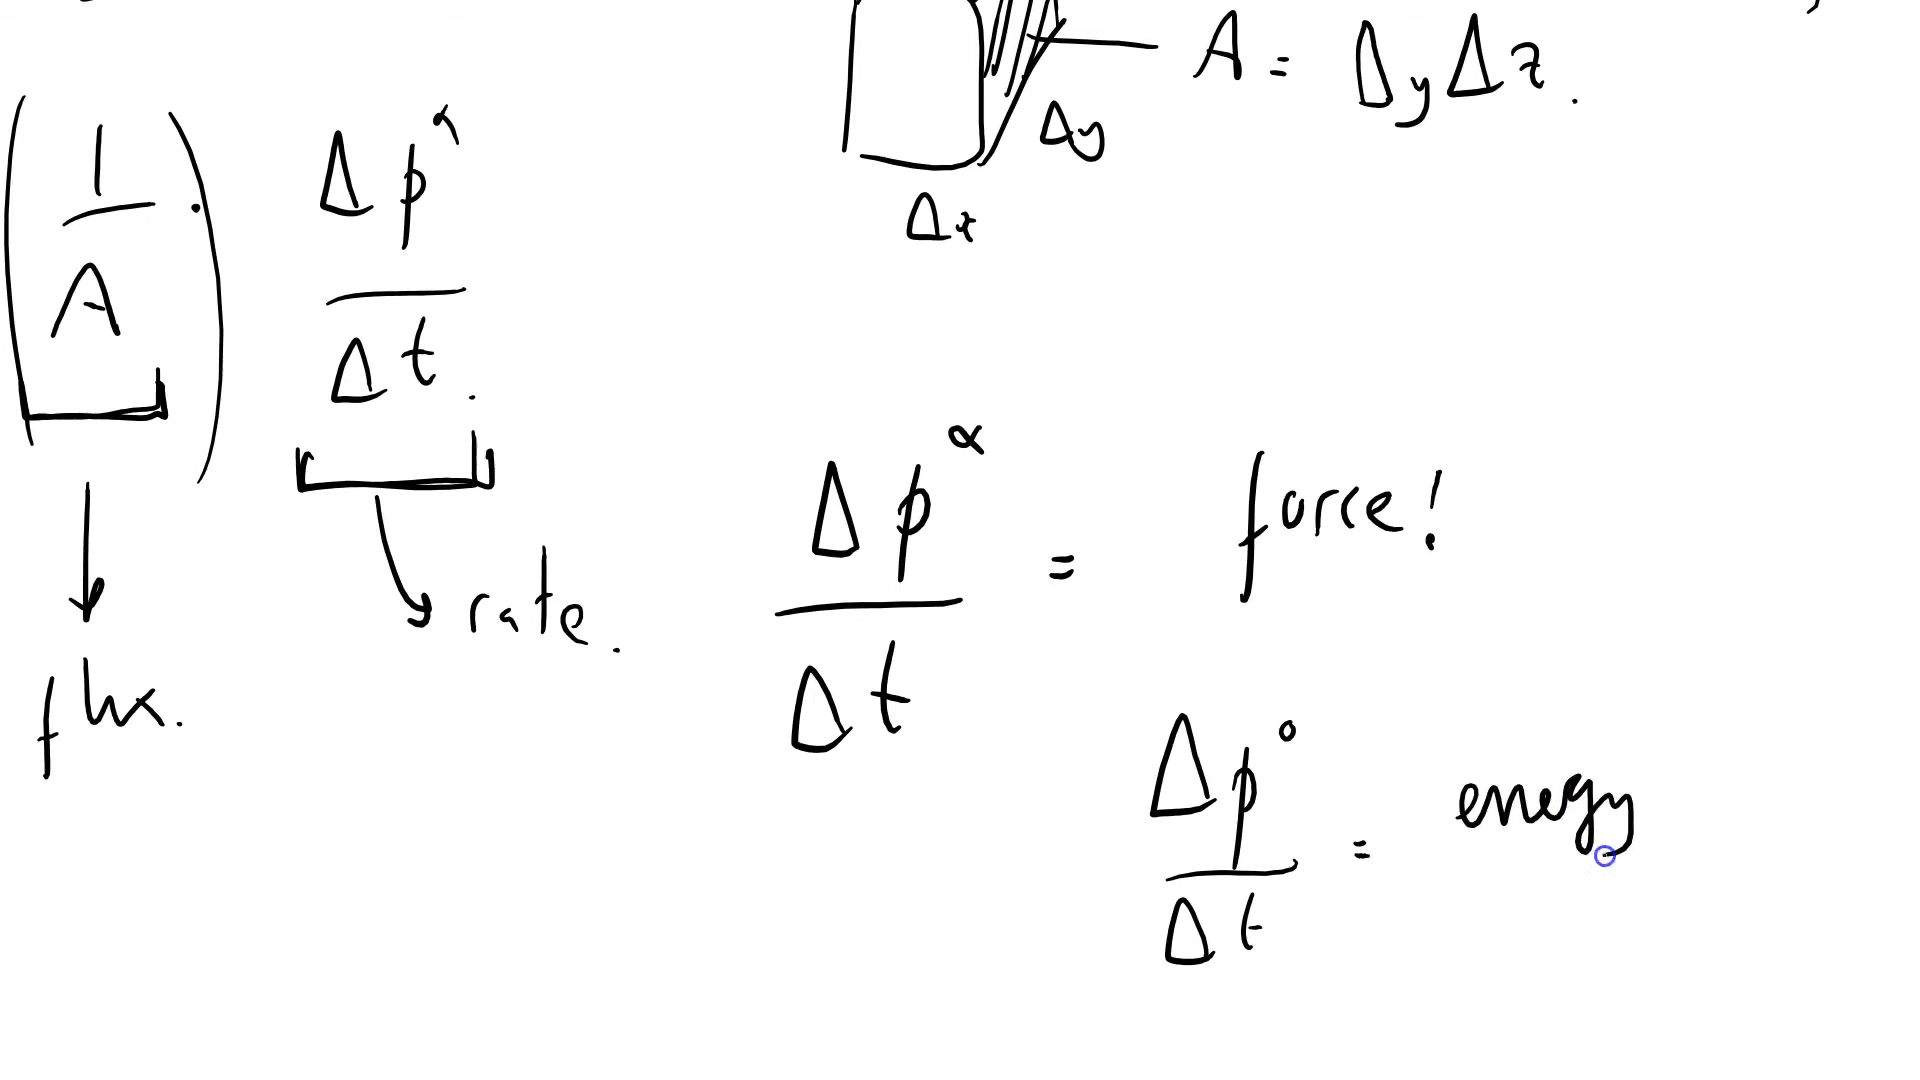 A = ΔyΔz.
Δy
Δx
(1/A) · Δp^α/Δt.
rate.
flux.
Δp^α/Δt = force!
Δp^0/Δt = energy